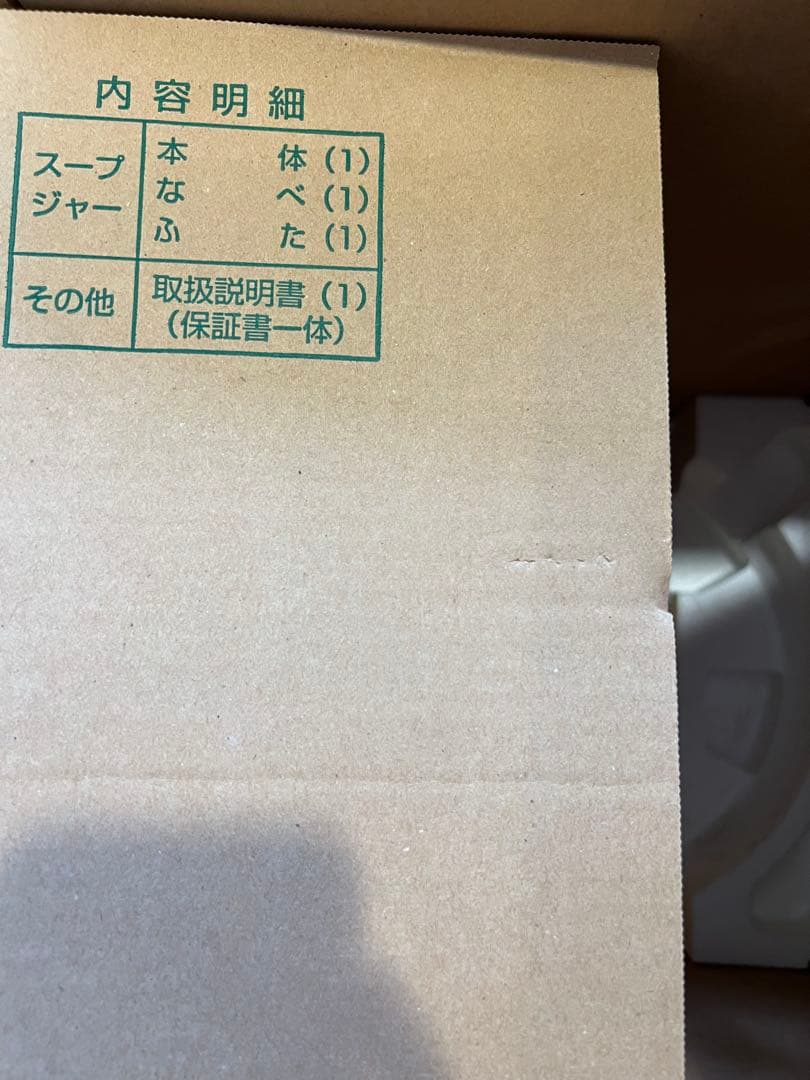 内容明細
スープ
ジャー
本体(1)
なべ(1)
ふた(1)
その他
取扱説明書(1)
(保証書一体)